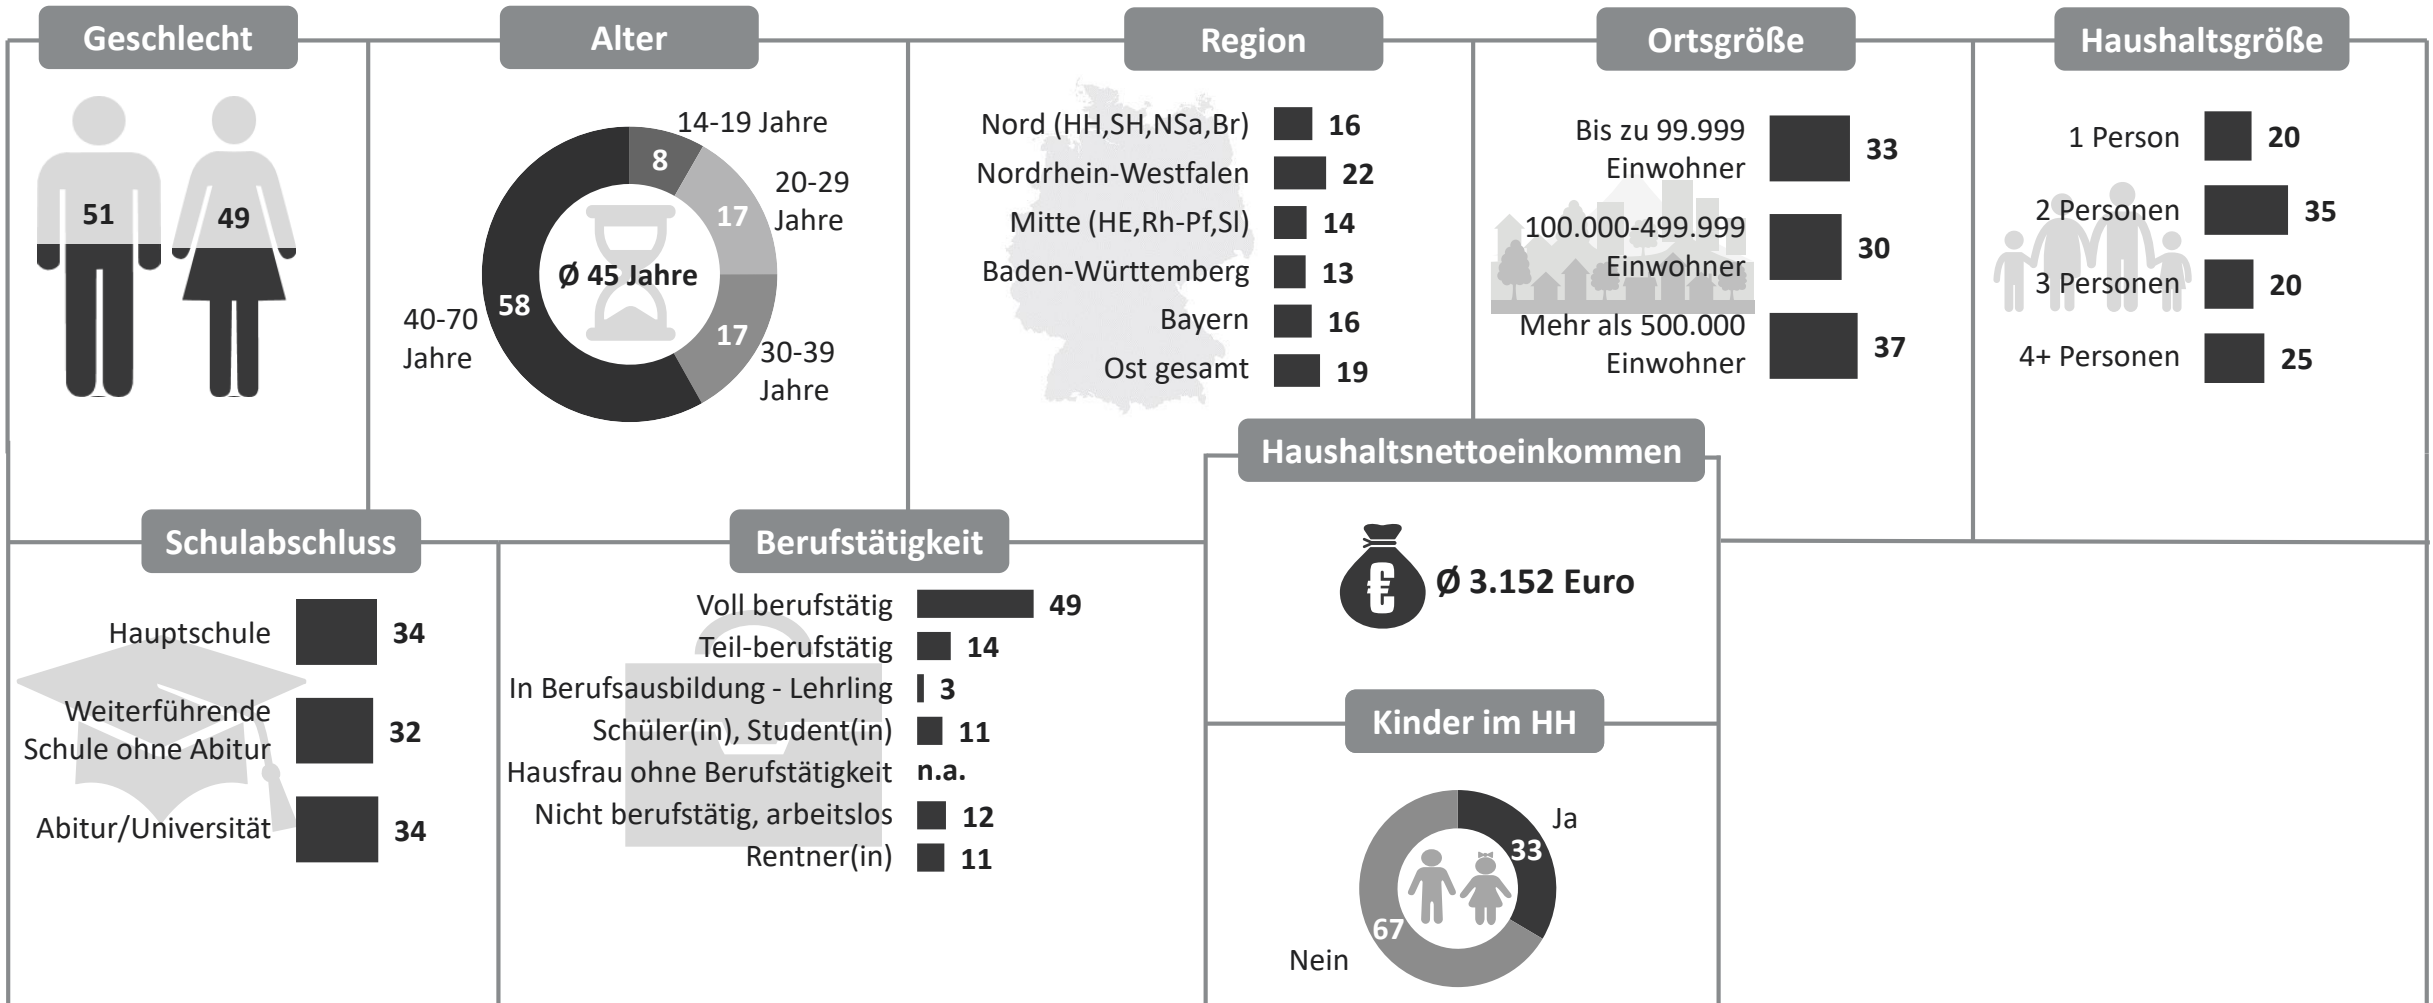 Geschlecht
51
49
Alter
14-19 Jahre
8
20-29
Jahre
17
Ø 45 Jahre
58
40-70
Jahre
17
30-39
Jahre
Region
Nord (HH,SH,NSa,Br) 16
Nordrhein-Westfalen 22
Mitte (HE,Rh-Pf,Sl) 14
Baden-Württemberg 13
Bayern 16
Ost gesamt 19
Ortsgröße
Bis zu 99.999
Einwohner
33
100.000-499.999
Einwohner
30
Mehr als 500.000
Einwohner
37
Haushaltsgröße
1 Person 20
2 Personen 35
3 Personen 20
4+ Personen 25
Schulabschluss
Hauptschule 34
Weiterführende
Schule ohne Abitur
32
Abitur/Universität 34
Berufstätigkeit
Voll berufstätig 49
Teil-berufstätig 14
In Berufsausbildung - Lehrling 3
Schüler(in), Student(in) 11
Hausfrau ohne Berufstätigkeit n.a.
Nicht berufstätig, arbeitslos 12
Rentner(in) 11
Haushaltsnettoeinkommen
€ Ø 3.152 Euro
Kinder im HH
Ja
33
67
Nein